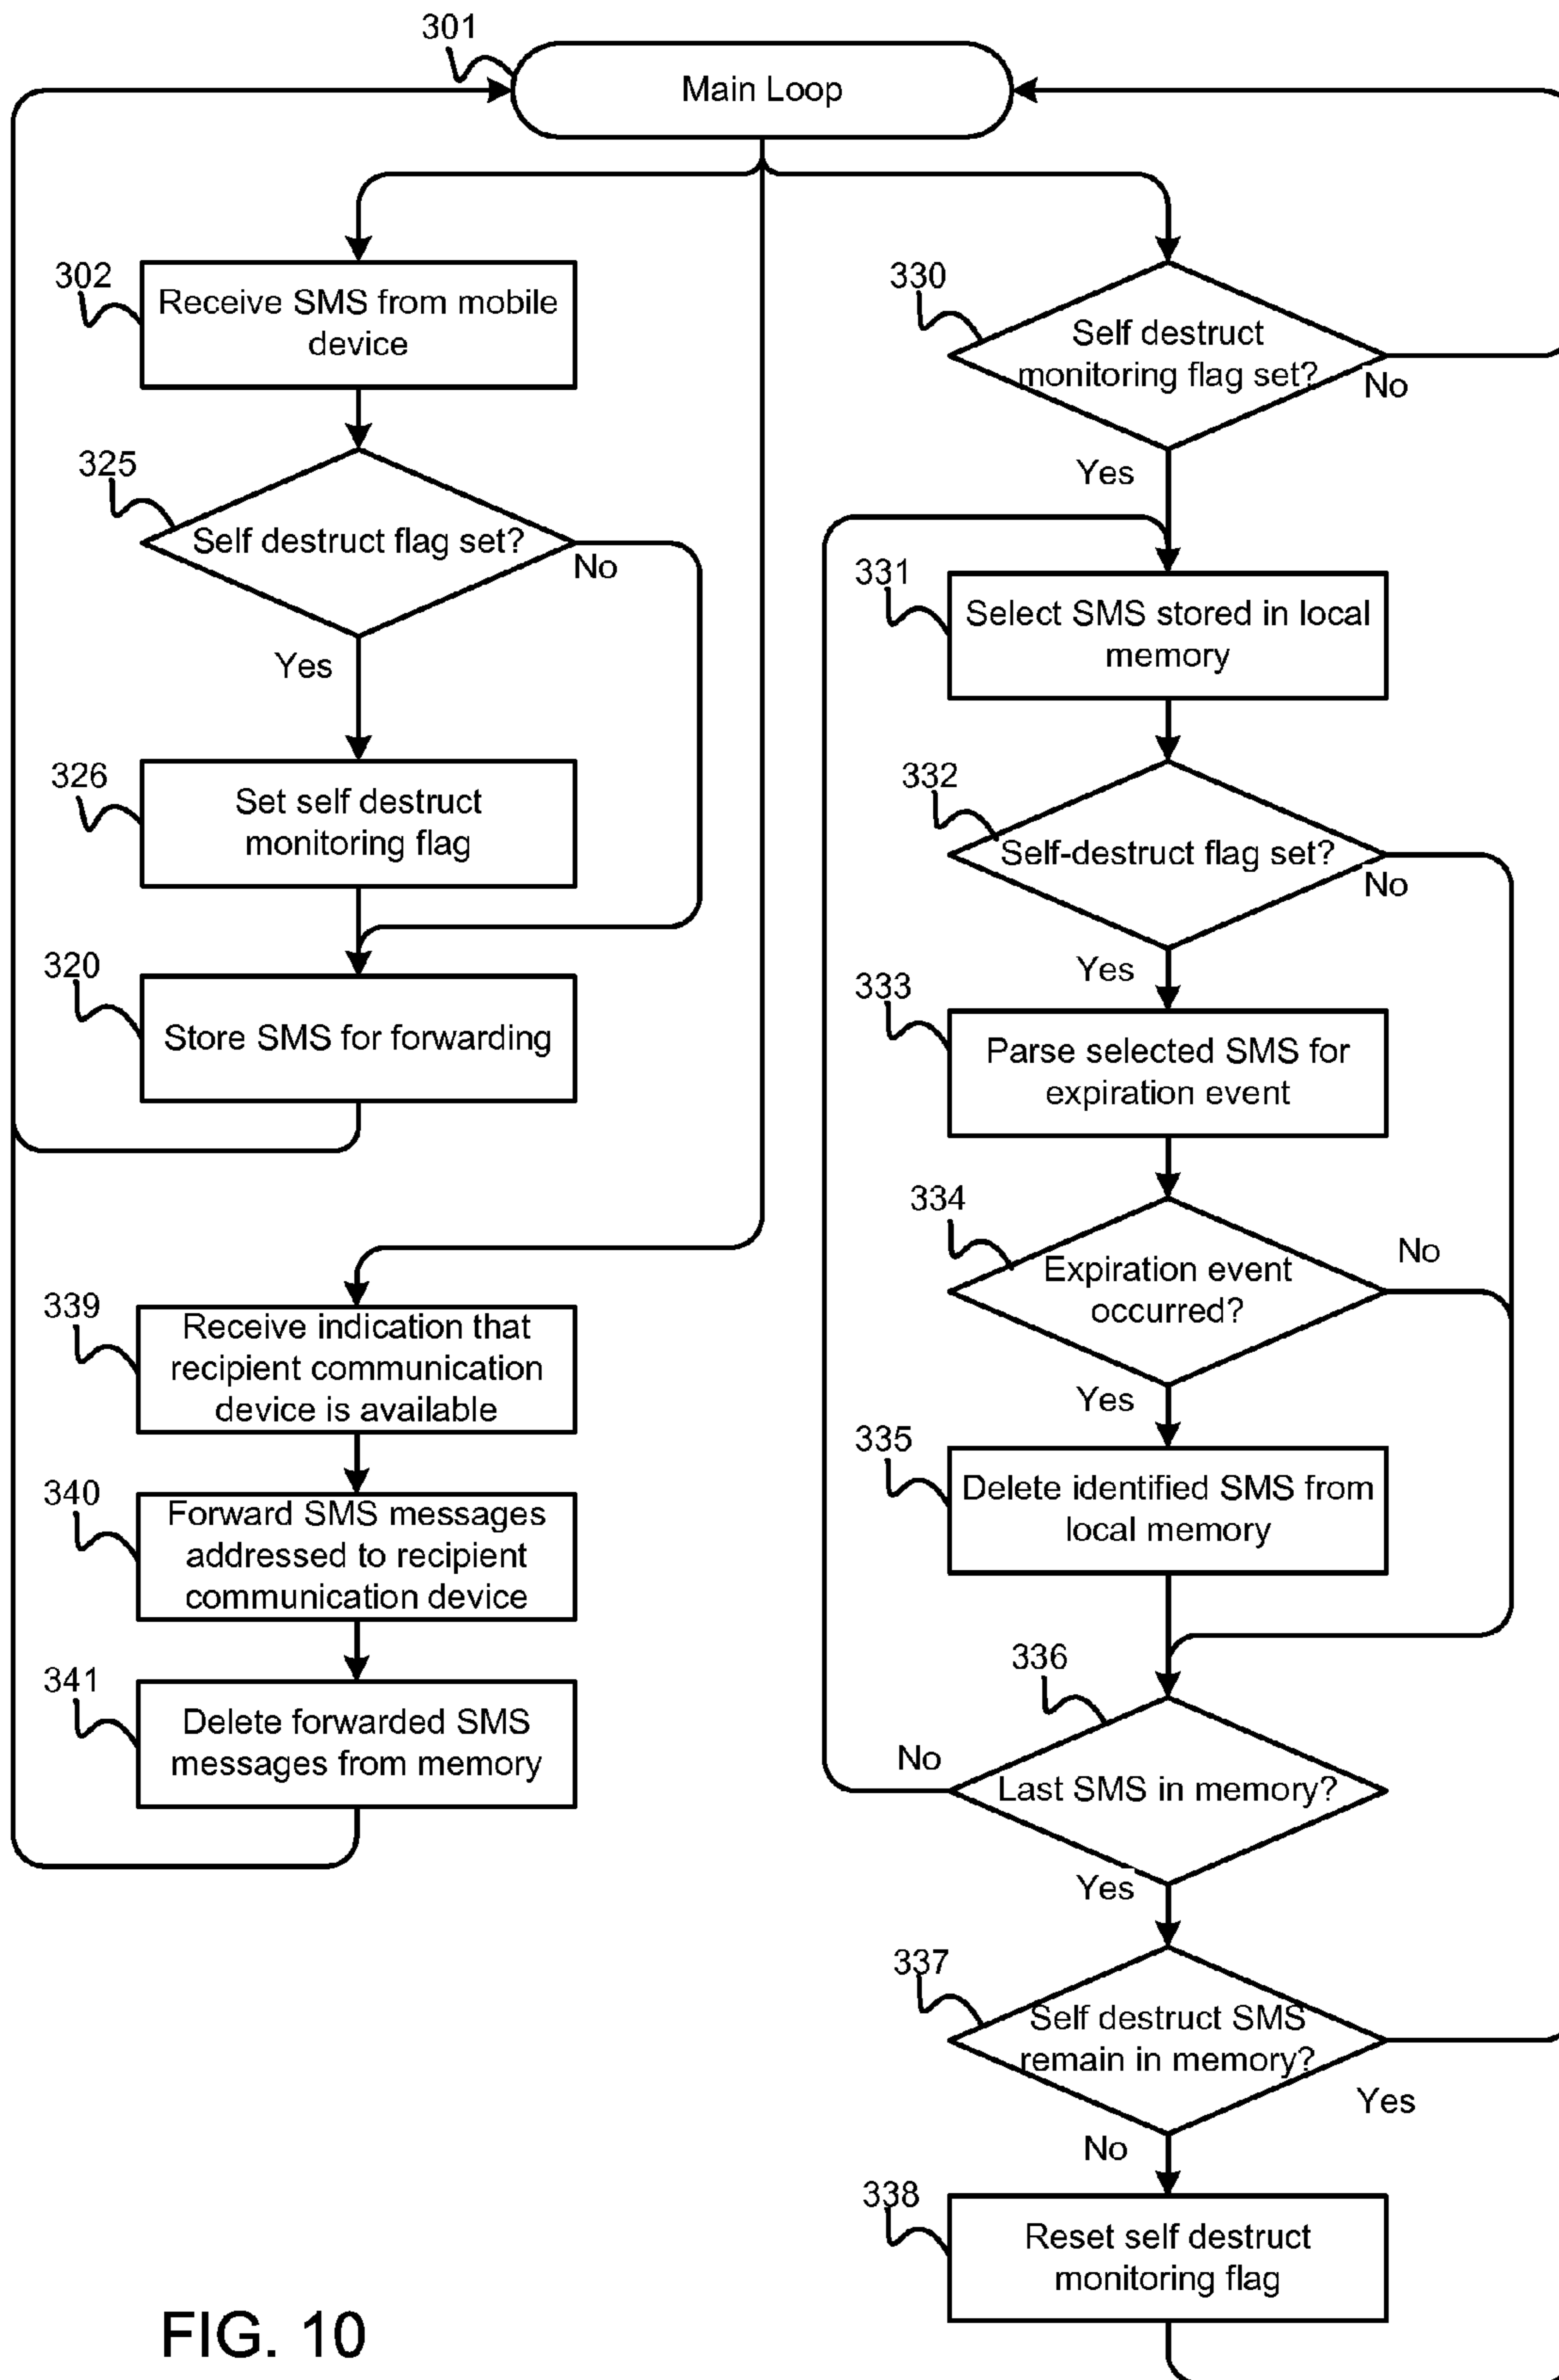 301
Main Loop
302
Receive SMS from mobile
device
325
Self destruct flag set?
No
Yes
326
Set self destruct
monitoring flag
320
Store SMS for forwarding
339
Receive indication that
recipient communication
device is available
340
Forward SMS messages
addressed to recipient
communication device
341
Delete forwarded SMS
messages from memory
330
Self destruct
monitoring flag set?
No
Yes
331
Select SMS stored in local
memory
332
Self-destruct flag set?
No
Yes
333
Parse selected SMS for
expiration event
334
Expiration event
occurred?
No
Yes
335
Delete identified SMS from
local memory
336
Last SMS in memory?
No
Yes
337
Self destruct SMS
remain in memory?
Yes
No
338
Reset self destruct
monitoring flag
FIG. 10